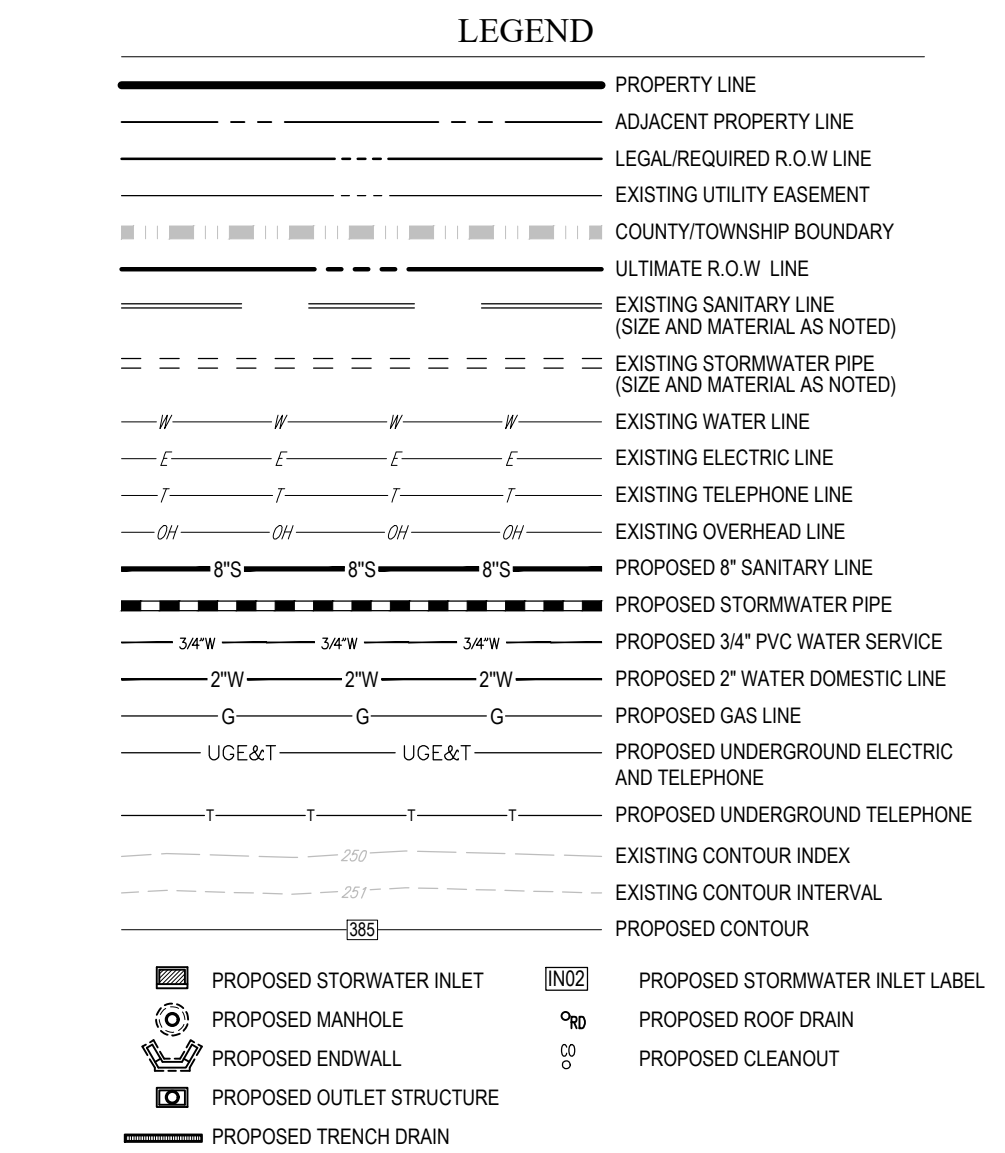 LEGEND
PROPERTY LINE
ADJACENT PROPERTY LINE
LEGAL/REQUIRED R.O.W LINE
EXISTING UTILITY EASEMENT
COUNTY/TOWNSHIP BOUNDARY
ULTIMATE R.O.W LINE
EXISTING SANITARY LINE
(SIZE AND MATERIAL AS NOTED)
EXISTING STORMWATER PIPE
(SIZE AND MATERIAL AS NOTED)
W W W W EXISTING WATER LINE
E E E E EXISTING ELECTRIC LINE
T T T T EXISTING TELEPHONE LINE
OH OH OH OH EXISTING OVERHEAD LINE
8"S 8"S 8"S PROPOSED 8" SANITARY LINE
PROPOSED STORMWATER PIPE
3/4"W 3/4"W 3/4"W PROPOSED 3/4" PVC WATER SERVICE
2"W 2"W 2"W PROPOSED 2" WATER DOMESTIC LINE
G G G PROPOSED GAS LINE
UGE&T UGE&T PROPOSED UNDERGROUND ELECTRIC
AND TELEPHONE
T T T T PROPOSED UNDERGROUND TELEPHONE
250 EXISTING CONTOUR INDEX
251 EXISTING CONTOUR INTERVAL
385 PROPOSED CONTOUR
PROPOSED STORWATER INLET IN02 PROPOSED STORMWATER INLET LABEL
PROPOSED MANHOLE RD PROPOSED ROOF DRAIN
PROPOSED ENDWALL CO PROPOSED CLEANOUT
PROPOSED OUTLET STRUCTURE
PROPOSED TRENCH DRAIN